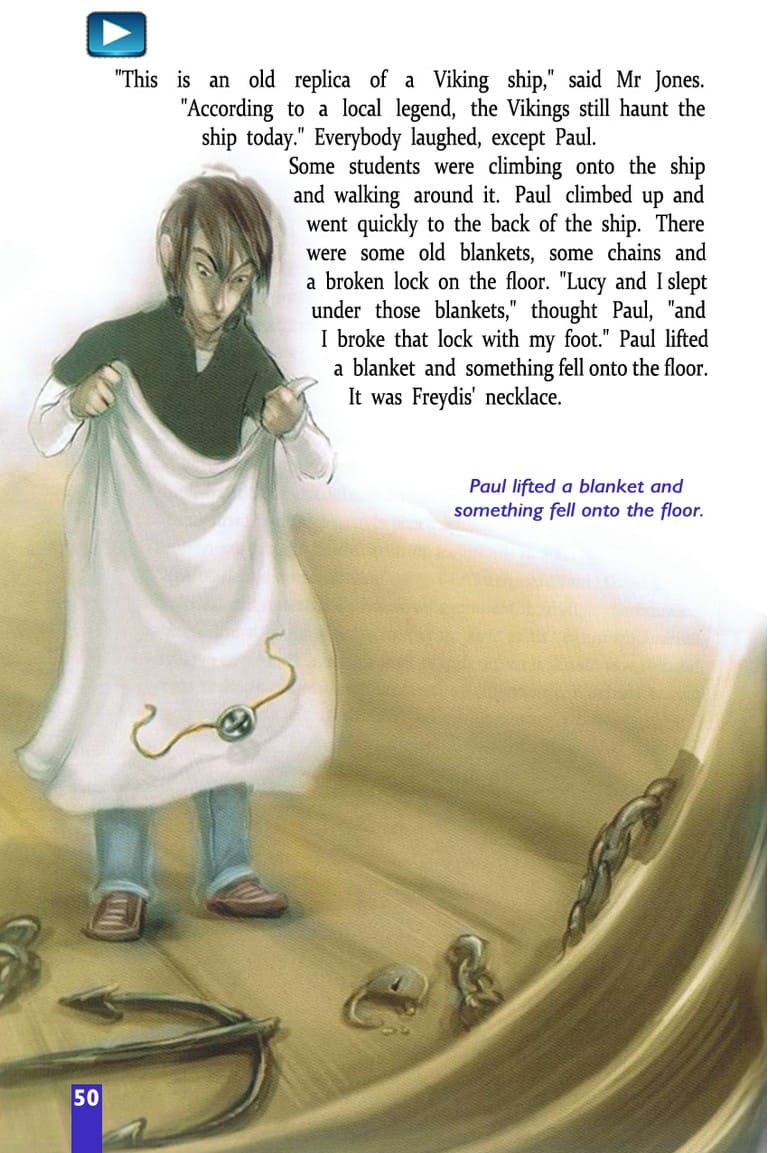 "This is an old replica of a Viking ship," said Mr Jones.
"According to a local legend, the Vikings still haunt the
ship today." Everybody laughed, except Paul.
Some students were climbing onto the ship
and walking around it. Paul climbed up and
went quickly to the back of the ship. There
were some old blankets, some chains and
a broken lock on the floor. "Lucy and I slept
under those blankets," thought Paul, "and
I broke that lock with my foot." Paul lifted
a blanket and something fell onto the floor.
It was Freydis' necklace.
Paul lifted a blanket and
something fell onto the floor.
50